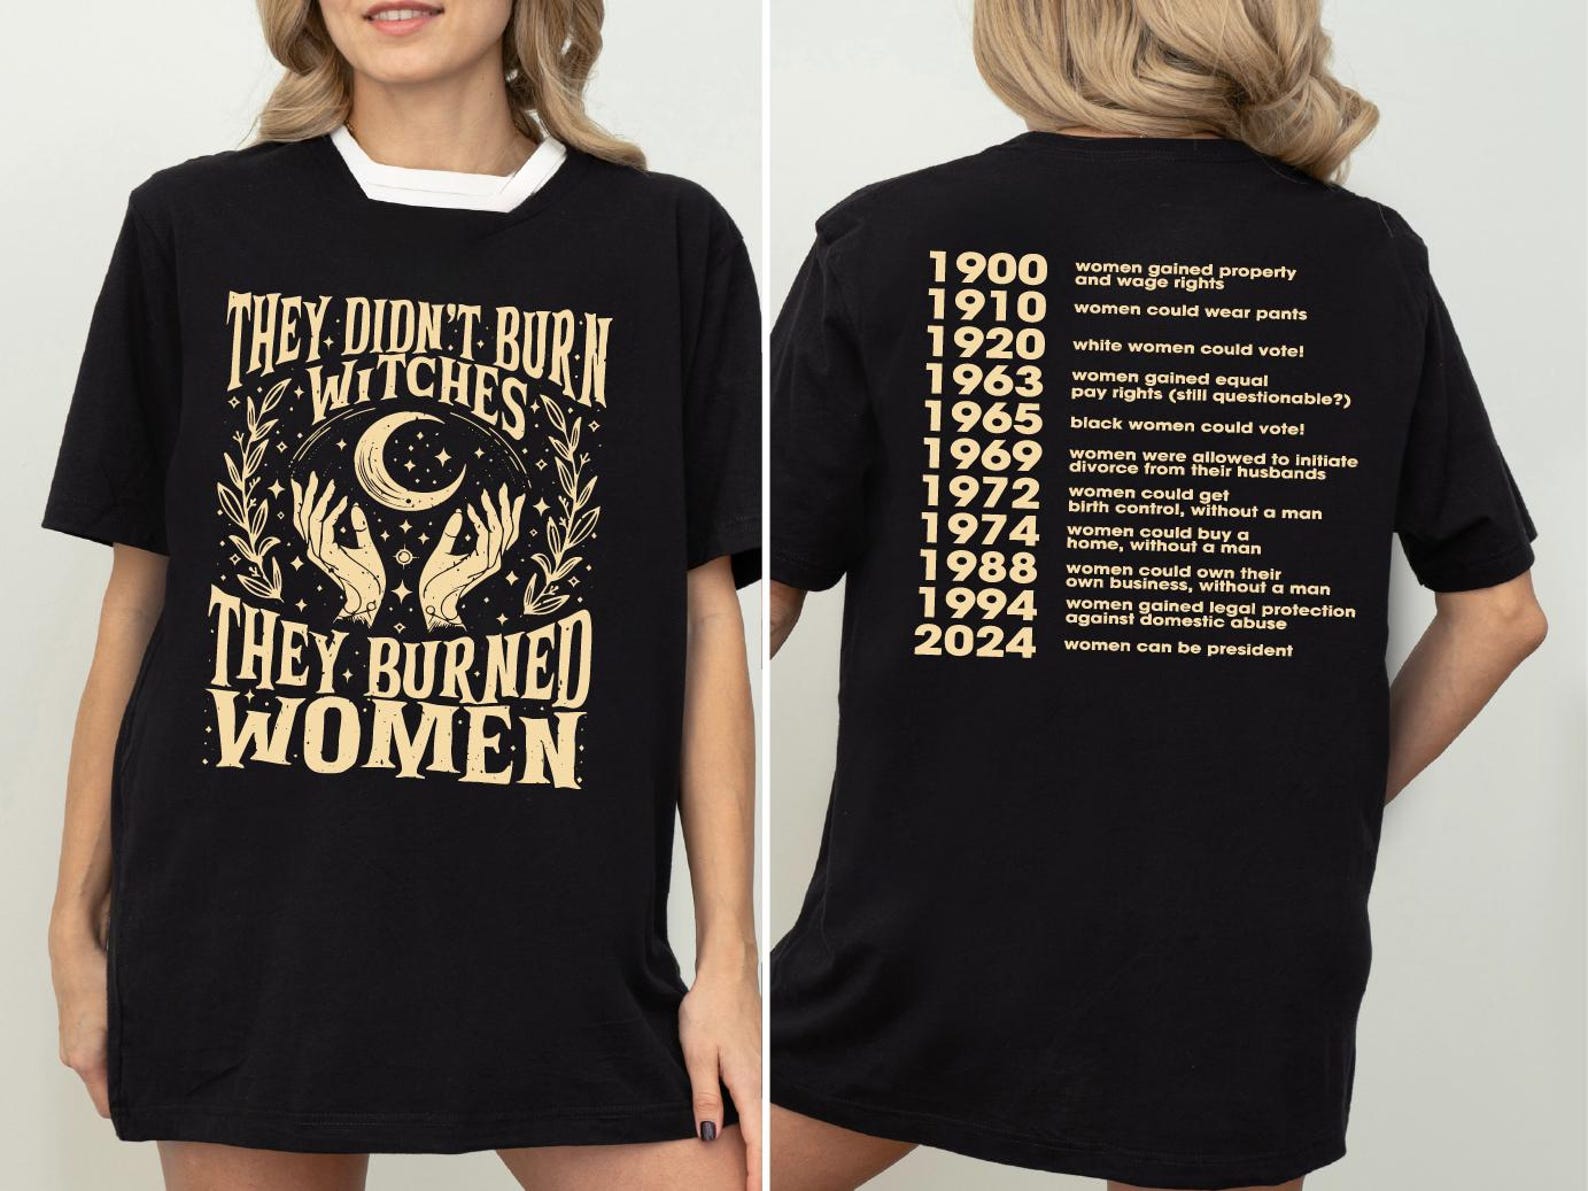 THEY DIDN'T BURN
WITCHES
THEY BURNED
WOMEN
1900 women gained property
and wage rights
1910 women could wear pants
1920 white women could vote!
1963 women gained equal
pay rights (still questionable?)
1965 black women could vote!
1969 women were allowed to initiate
divorce from their husbands
1972 women could get
birth control, without a man
1974 women could buy a
home, without a man
1988 women could own their
own business, without a man
1994 women gained legal protection
against domestic abuse
2024 women can be president